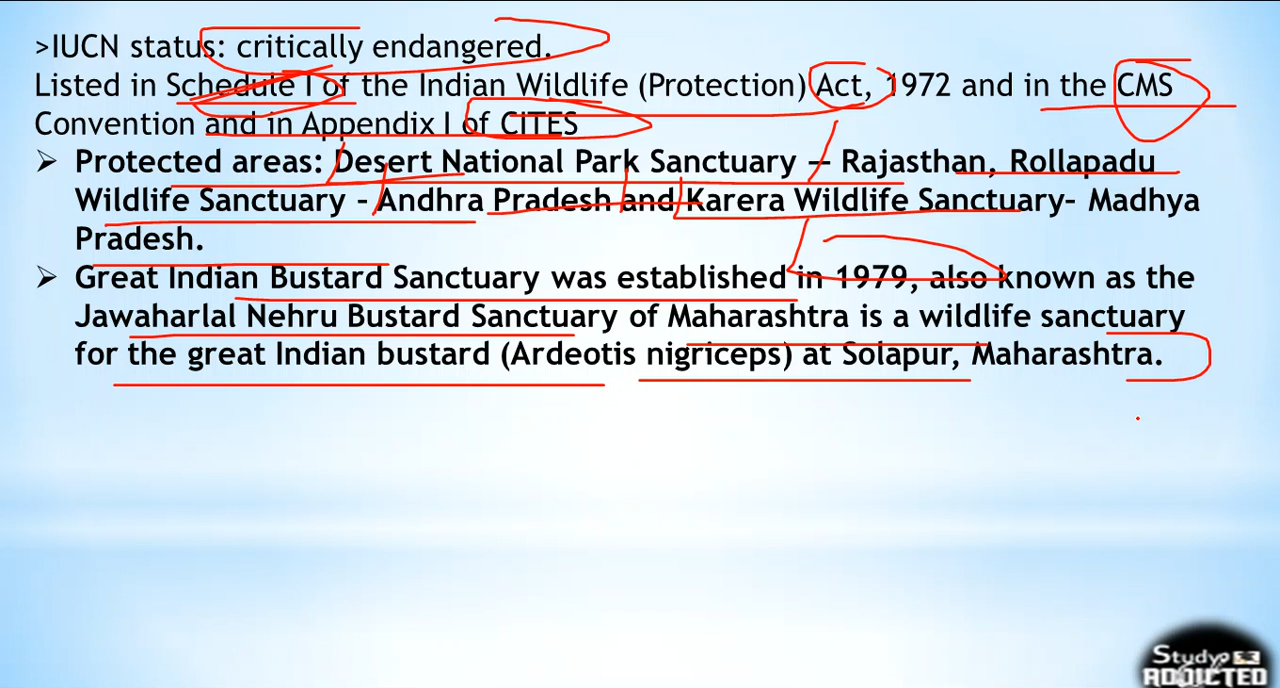 >IUCN status: critically endangered.
Listed in Schedule I of the Indian Wildlife (Protection) Act, 1972 and in the CMS
Convention and in Appendix I of CITES
➢ Protected areas: Desert National Park Sanctuary — Rajasthan, Rollapadu
Wildlife Sanctuary - Andhra Pradesh and Karera Wildlife Sanctuary– Madhya
Pradesh.
➢ Great Indian Bustard Sanctuary was established in 1979, also known as the
Jawaharlal Nehru Bustard Sanctuary of Maharashtra is a wildlife sanctuary
for the great Indian bustard (Ardeotis nigriceps) at Solapur, Maharashtra.
Study
ADDICTED